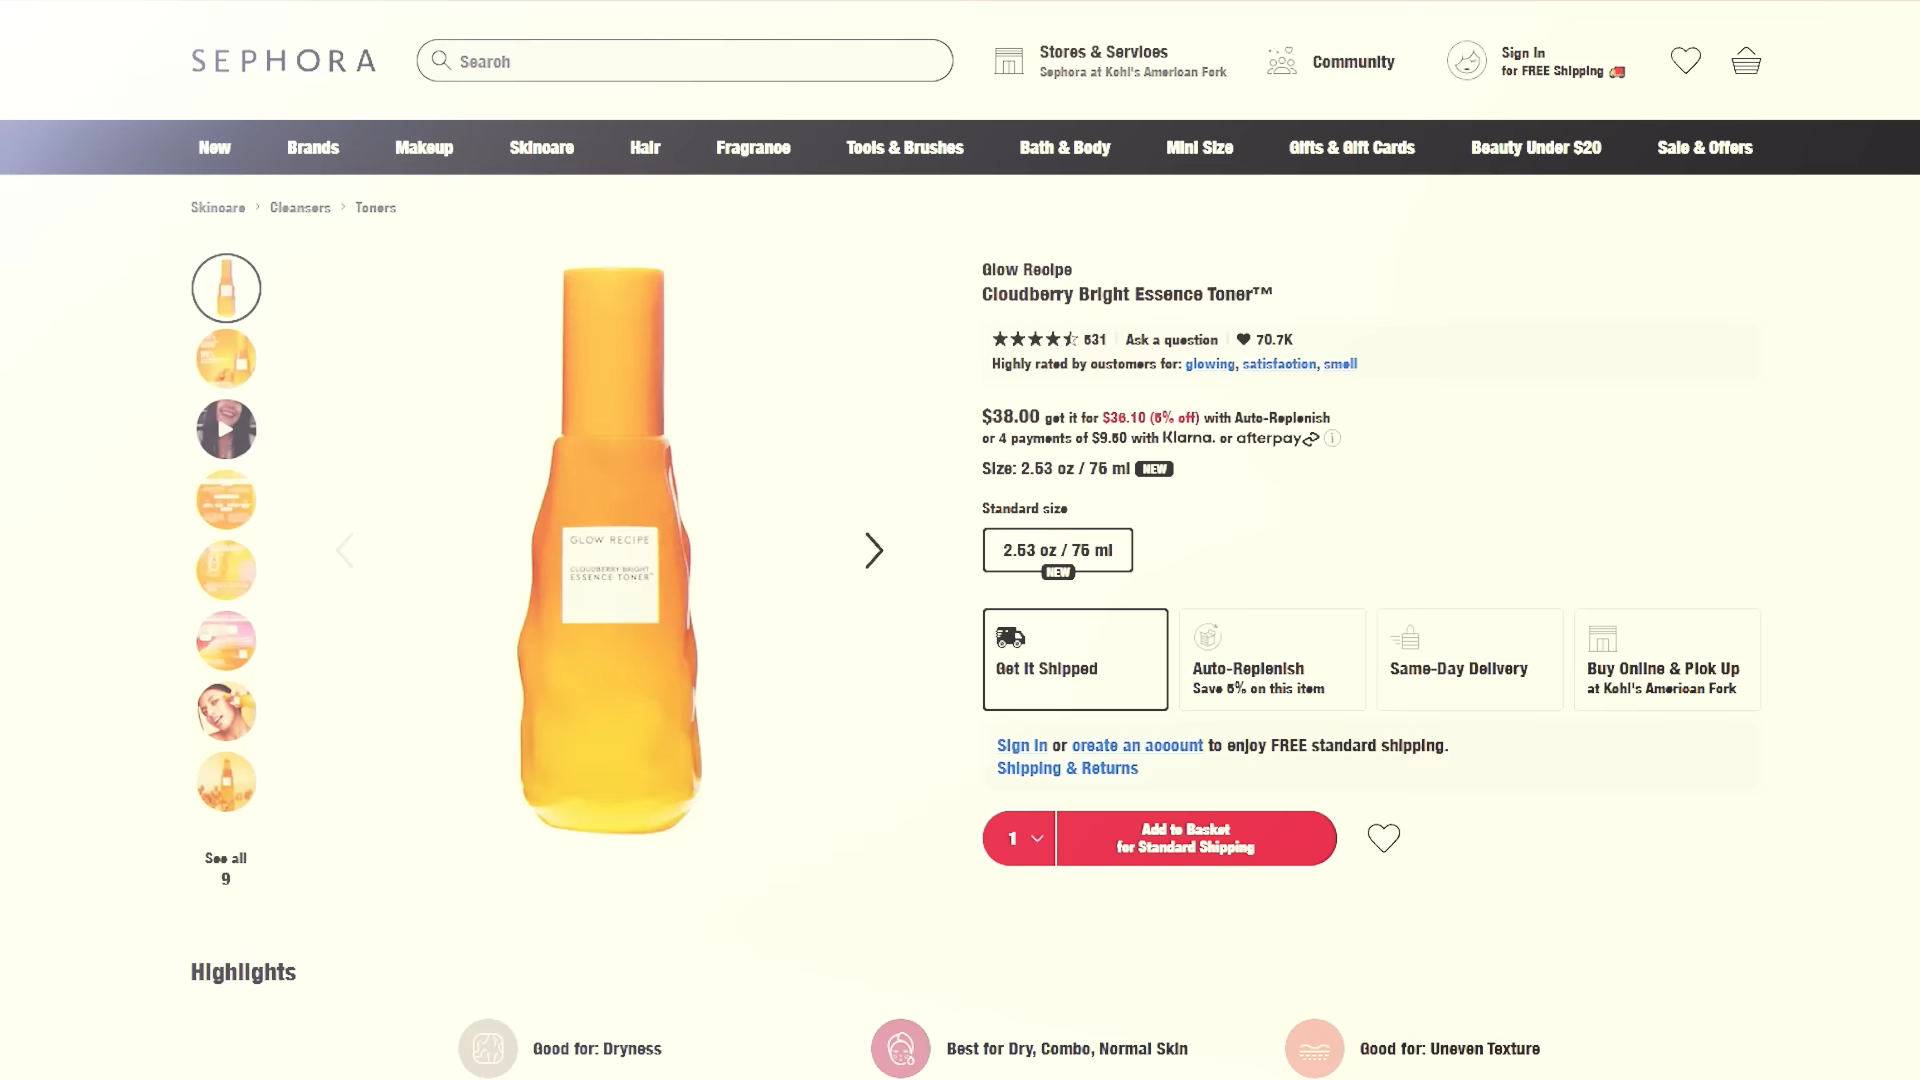 SEPHORA
Search
Stores & Services
Sephora at Kohl's American Fork
Community
Sign In
for FREE Shipping 🚚
New
Brands
Makeup
Skincare
Hair
Fragrance
Tools & Brushes
Bath & Body
Mini Size
Gifts & Gift Cards
Beauty Under $20
Sale & Offers
Skincare > Cleansers > Toners
Glow Recipe
Cloudberry Bright Essence Toner™
531 Ask a question 70.7K
Highly rated by customers for: glowing, satisfaction, smell
$38.00 get it for $36.10 (5% off) with Auto-Replenish
or 4 payments of $9.50 with Klarna. or afterpay
Size: 2.53 oz / 75 ml NEW
Standard size
2.53 oz / 75 ml
NEW
GLOW RECIPE
CLOUDBERRY BRIGHT
ESSENCE TONER™
Get It Shipped
Auto-Replenish
Save 5% on this item
Same-Day Delivery
Buy Online & Pick Up
at Kohl's American Fork
Sign in or create an account to enjoy FREE standard shipping.
Shipping & Returns
1
Add to Basket
for Standard Shipping
See all
9
Highlights
Good for: Dryness
Best for Dry, Combo, Normal Skin
Good for: Uneven Texture